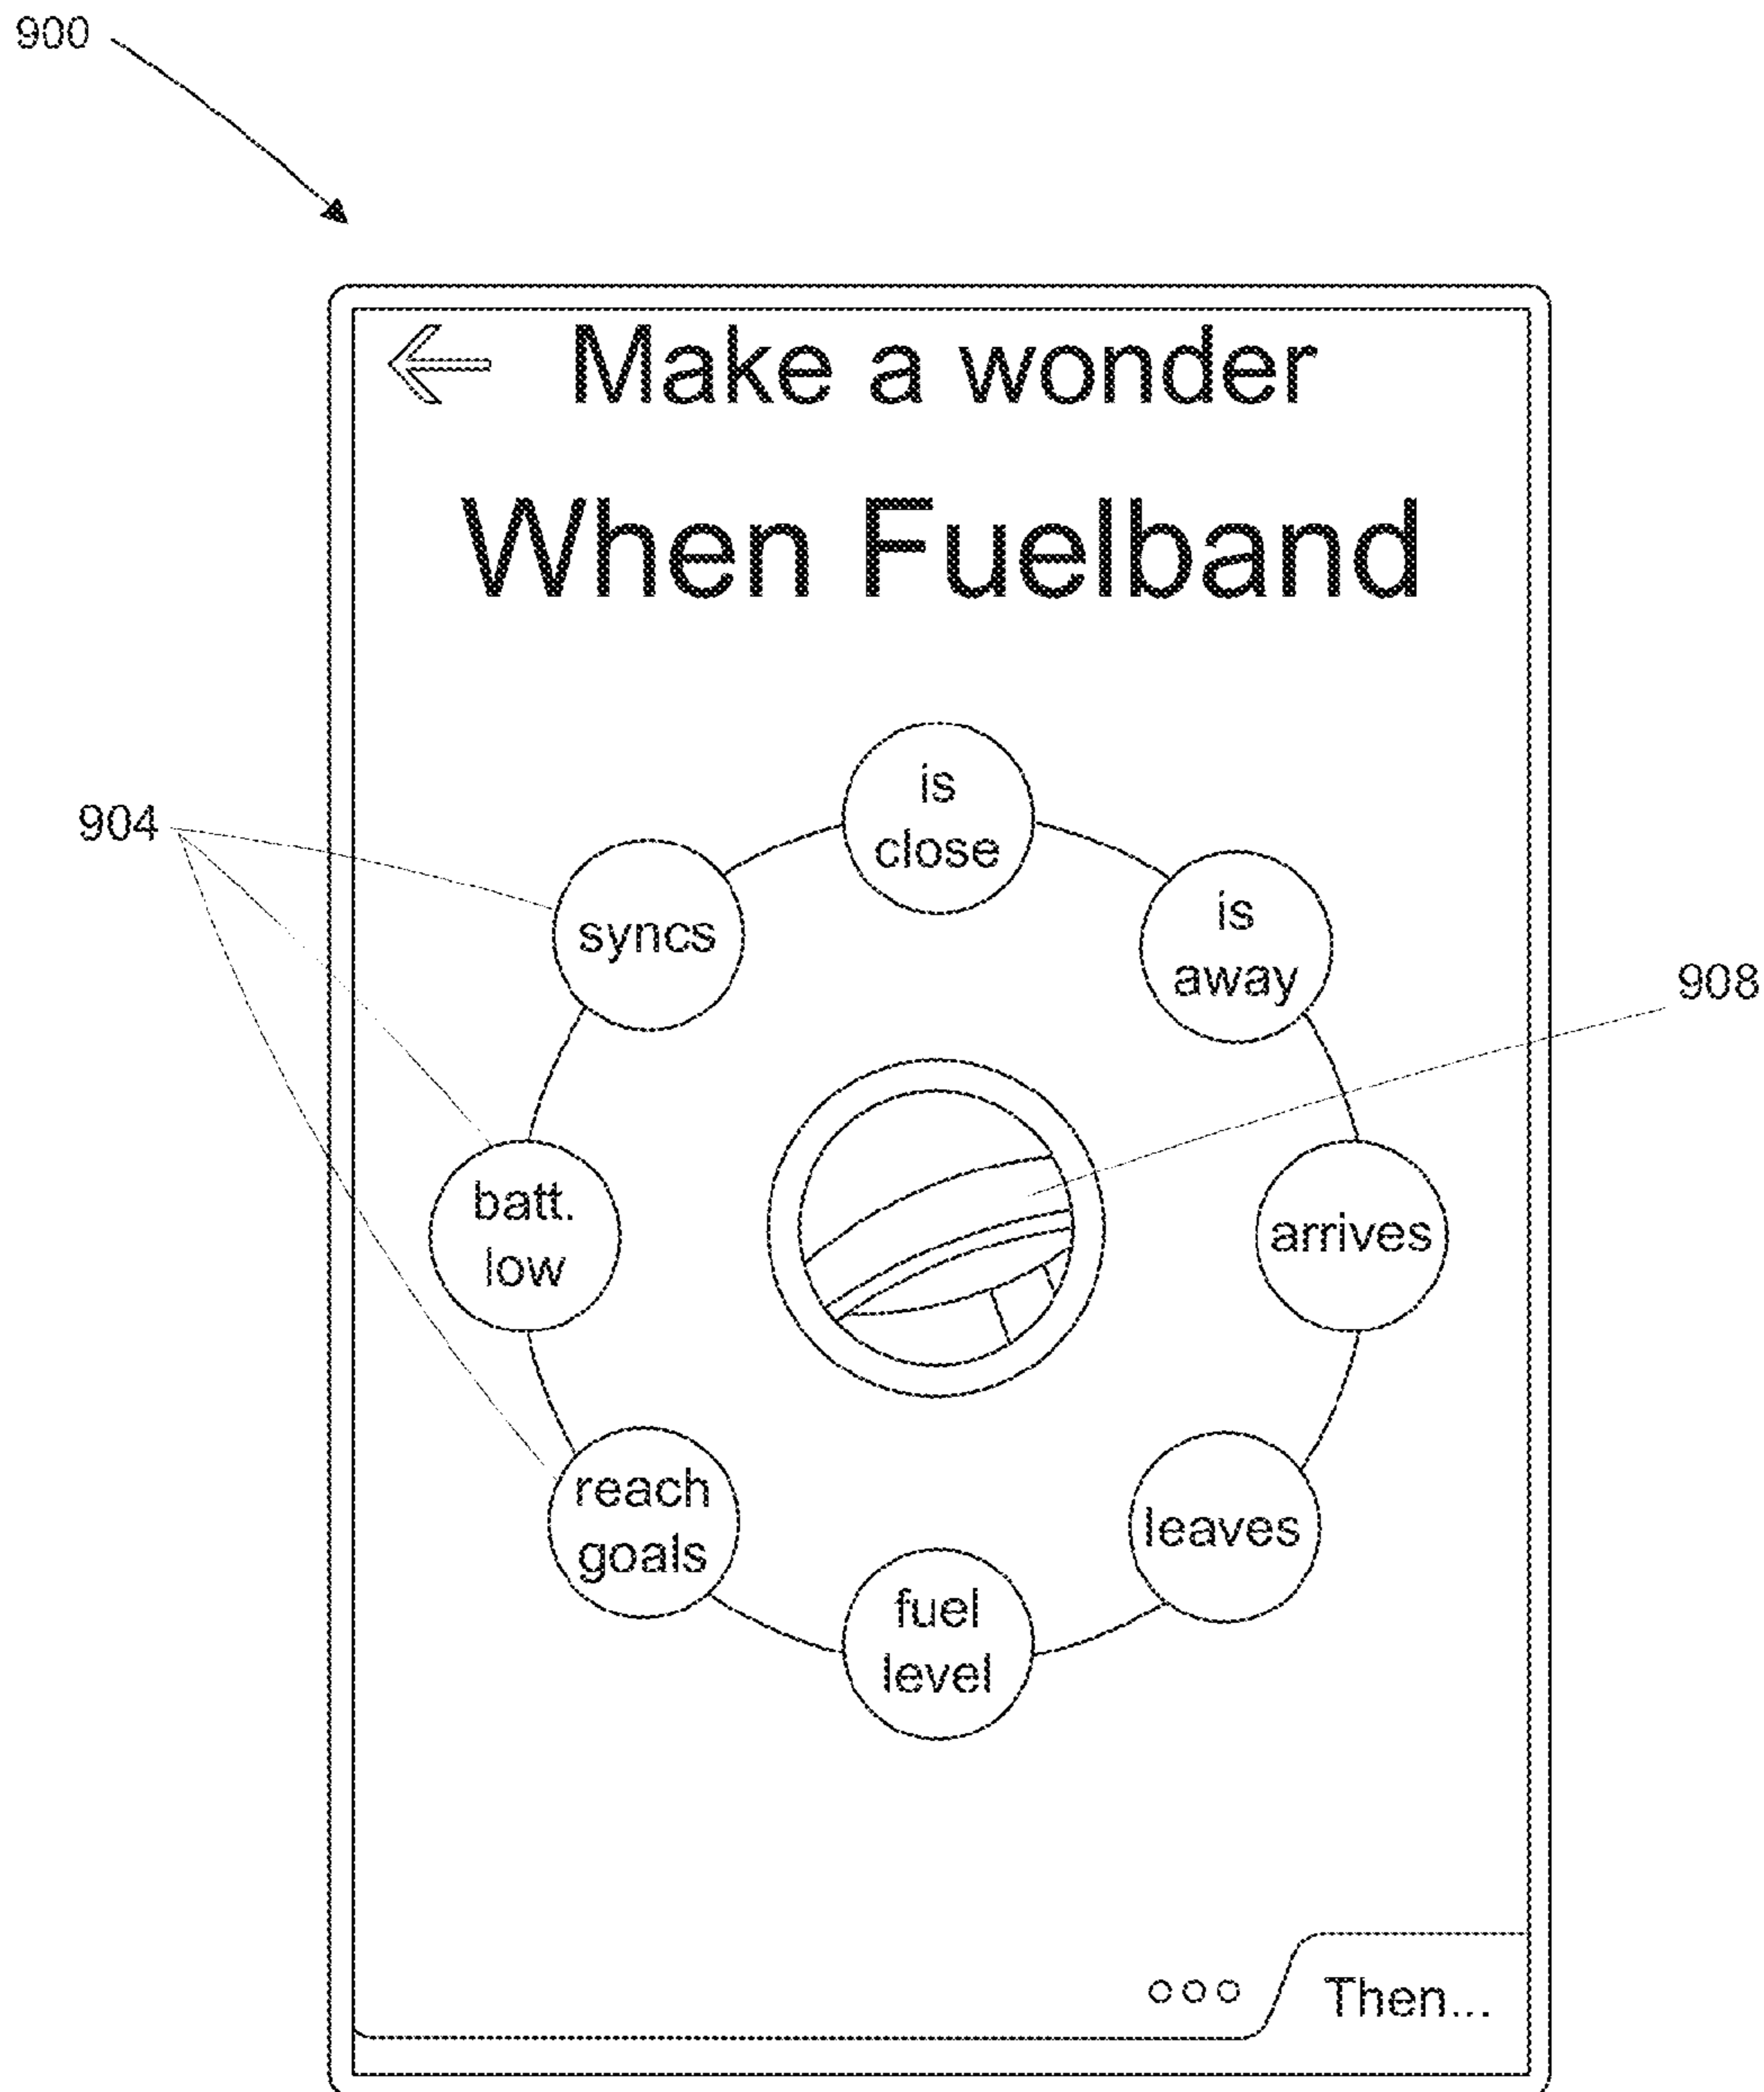 900
Make a wonder
When Fuelband
is
close
904
syncs
is
away
908
batt.
low
arrives
reach
goals
leaves
fuel
level
Then...